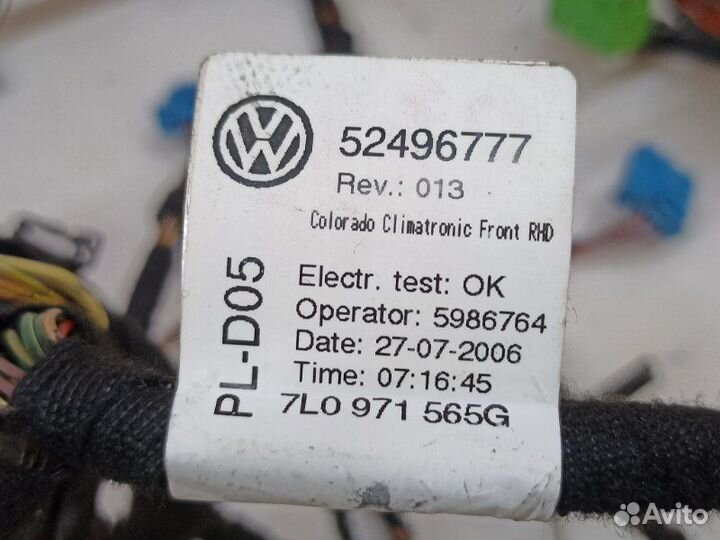 52496777
Rev.: 013
Colorado Climatronic Front RHD
PL-D05
Electr. test: OK
Operator: 5986764
Date: 27-07-2006
Time: 07:16:45
7L0 971 565G
Avito